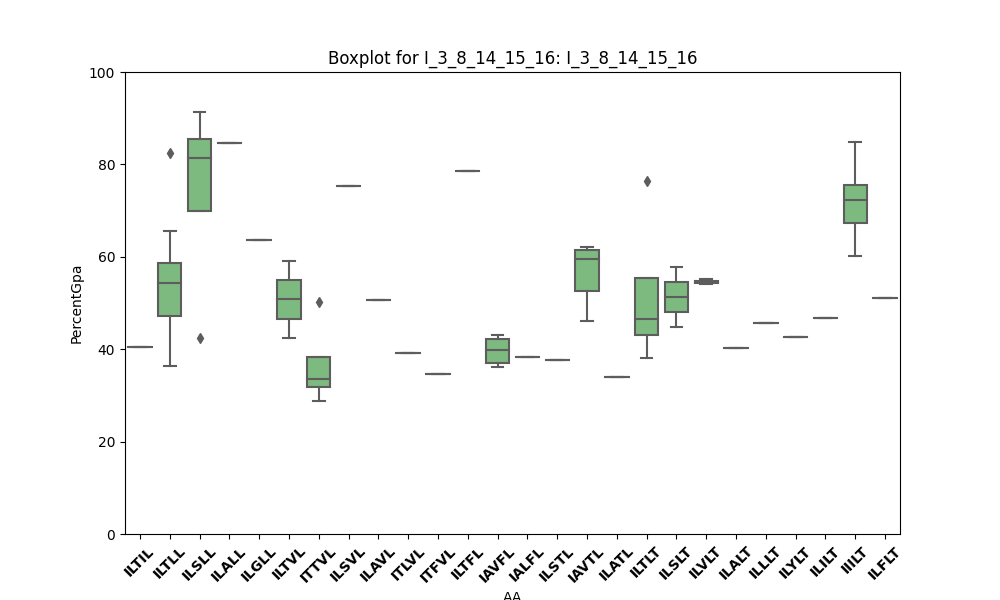 Boxplot for I_3_8_14_15_16: I_3_8_14_15_16
100
80
60
40
20
0
PercentGpa
ILTIL ILTLL ILSLL ILALL ILGLL ILTVL ITTVL ILSVL ILAVL ITLVL ITFVL ILTFL IAVFL IALFL ILSTL IAVTL ILATL ILTLT ILSLT ILVLT ILALT ILLLT ILYLT ILILT IIILT ILFLT
AA